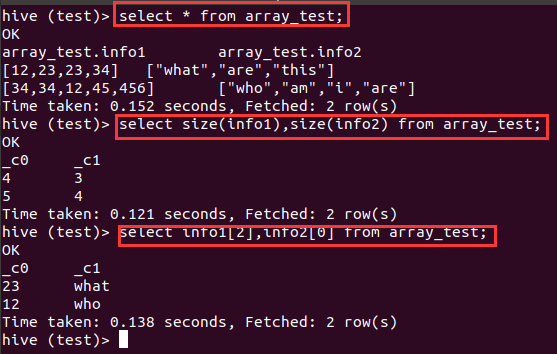 hive (test)> select * from array_test;
OK
array_test.info1 array_test.info2
[12,23,23,34] ["what","are","this"]
[34,34,12,45,456] ["who","am","i","are"]
Time taken: 0.152 seconds, Fetched: 2 row(s)
hive (test)> select size(info1),size(info2) from array_test;
OK
_c0 _c1
4 3
5 4
Time taken: 0.121 seconds, Fetched: 2 row(s)
hive (test)> select info1[2],info2[0] from array_test;
OK
_c0 _c1
23 what
12 who
Time taken: 0.138 seconds, Fetched: 2 row(s)
hive (test)>